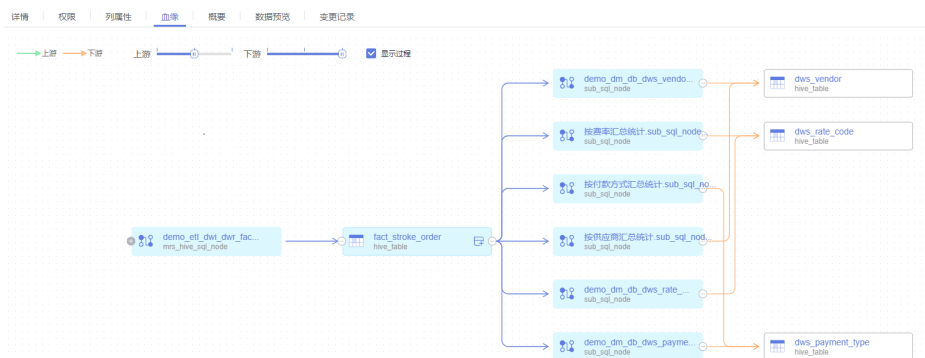 详情 权限 列属性 血缘 概要 数据预览 变更记录
上游 下游 上游 下游 显示过程
demo_dm_db_dws_vendo...
sub_sql_node
dws_vendor
hive_table
按费率汇总统计.sub_sql_node
sub_sql_node
dws_rate_code
hive_table
按付款方式汇总统计.sub_sql_no...
sub_sql_node
demo_etl_dwi_dwr_fac...
mrs_hive_sql_node
fact_stroke_order
hive_table
按供应商汇总统计.sub_sql_nod...
sub_sql_node
demo_dm_db_dws_rate_...
sub_sql_node
demo_dm_db_dws_payme...
sub_sql_node
dws_payment_type
hive_table